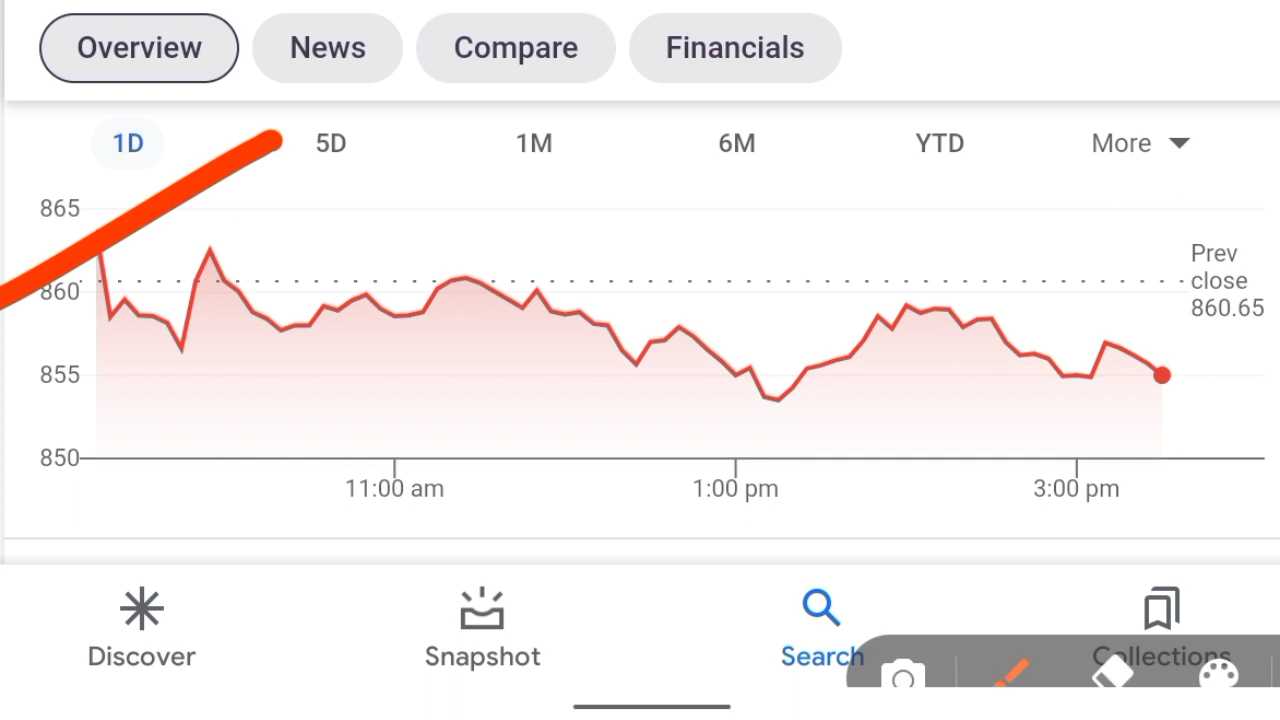 Overview News Compare Financials
1D 5D 1M 6M YTD More
865
Prev
close
860.65
860
855
850
11:00 am 1:00 pm 3:00 pm
Discover Snapshot Search Collections